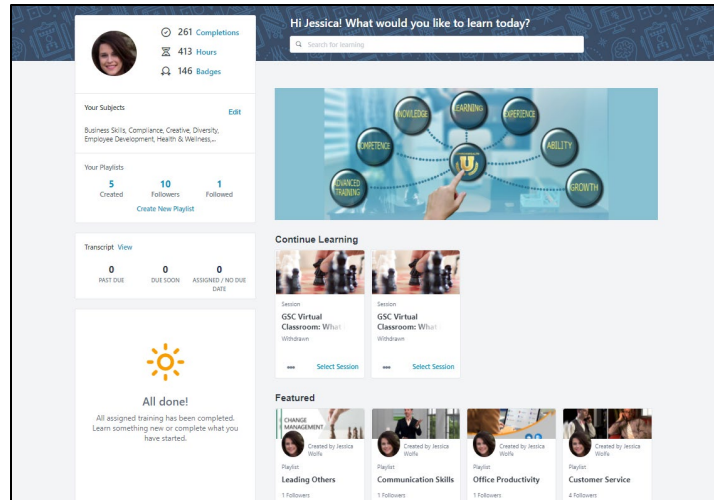 261 Completions
413 Hours
146 Badges
Hi Jessica! What would you like to learn today?
Search for learning
Your Subjects
Edit
Business Skills, Compliance, Creative, Diversity,
Employee Development, Health & Wellness,...
Your Playlists
5
10
1
Created
Followers
Followed
Create New Playlist
Transcript View
0
0
0
PAST DUE
DUE SOON
ASSIGNED / NO DUE
DATE
All done!
All assigned training has been completed.
Learn something new or complete what you
have started.
KNOWLEDGE
LEARNING
EXPERIENCE
COMPETENCE
ABILITY
ADVANCED
TRAINING
GROWTH
U
Continue Learning
Session
GSC Virtual
Classroom: What
Withdrawn
Select Session
Session
GSC Virtual
Classroom: What
Withdrawn
Select Session
Featured
CHANGE
MANAGEMENT
Created by Jessica
Wolfe
Playlist
Leading Others
1 Followers
Created by Jessica
Wolfe
Playlist
Communication Skills
1 Followers
Created by Jessica
Wolfe
Playlist
Office Productivity
1 Followers
Created by Jessica
Wolfe
Playlist
Customer Service
4 Followers